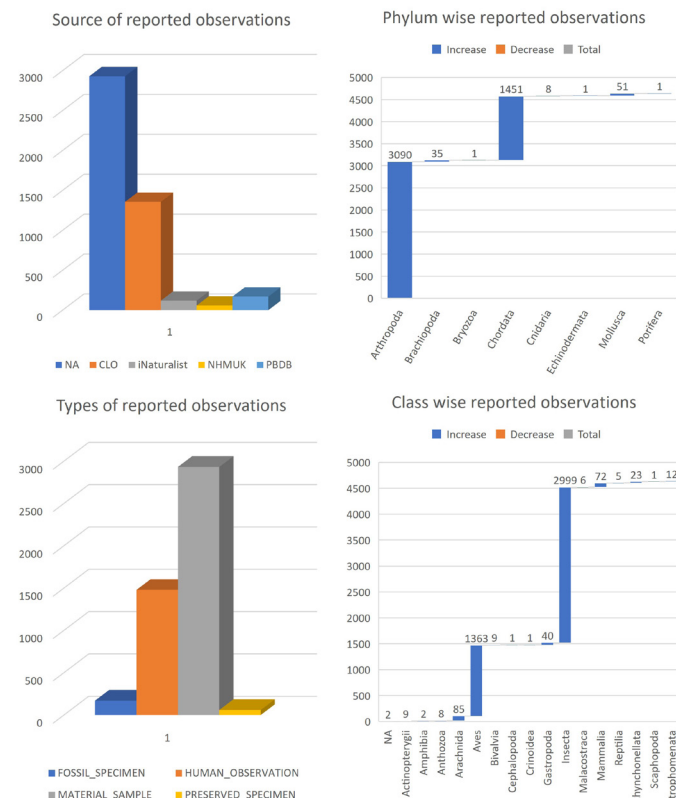 Source of reported observations
3000
2500
2000
1500
1000
500
0
1
NA CLO iNaturalist NHMUK PBDB
Phylum wise reported observations
Increase Decrease Total
5000
4500
4000
3500
3000
2500
2000
1500
1000
500
0
3090 35 1 1451 8 1 51 1
Arthropoda Brachiopoda Bryozoa Chordata Cnidaria Echinodermata Mollusca Porifera
Types of reported observations
3000
2500
2000
1500
1000
500
0
1
FOSSIL_SPECIMEN HUMAN_OBSERVATION
MATERIAL_SAMPLE PRESERVED_SPECIMEN
Class wise reported observations
Increase Decrease Total
5000
4500
4000
3500
3000
2500
2000
1500
1000
500
0
2 9 2 8 85 1363 9 1 1 40 2999 6 72 5 23 1 12
NA Actinopterygii Amphibia Anthozoa Arachnida Aves Bivalvia Cephalopoda Crinoidea Gastropoda Insecta Malacostraca Mammalia Reptilia hynchonellata Scaphopoda trophomenata